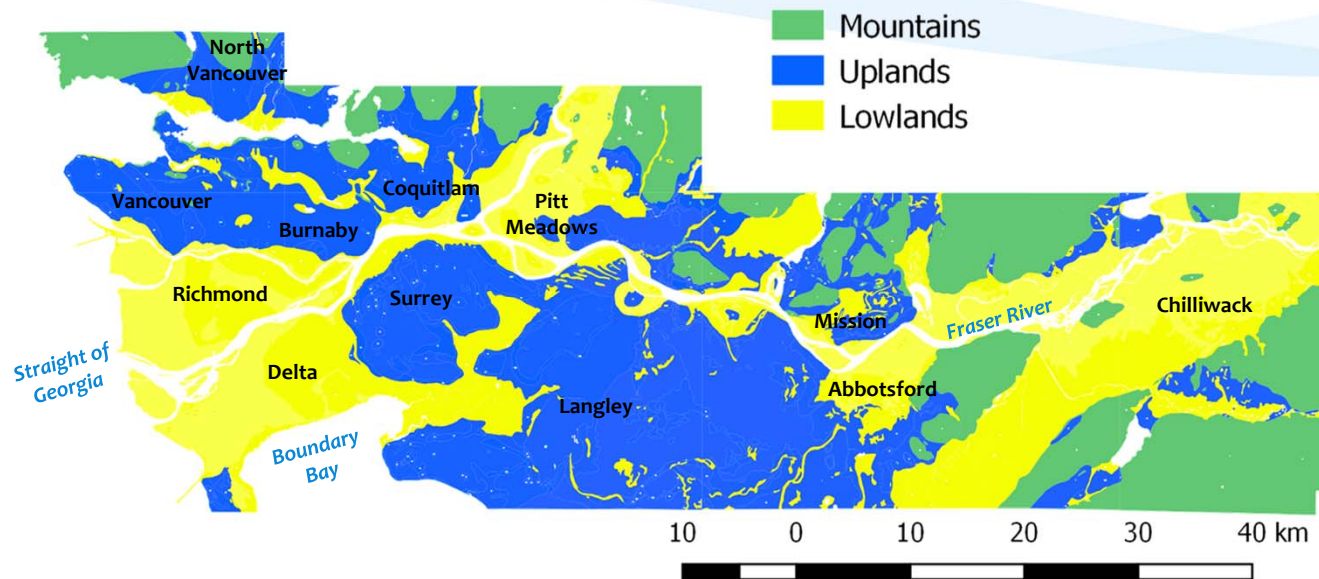 Mountains
Uplands
Lowlands
North
Vancouver
Vancouver
Burnaby
Coquitlam
Pitt
Meadows
Richmond
Surrey
Delta
Langley
Mission
Abbotsford
Chilliwack
Fraser River
Straight of
Georgia
Boundary
Bay
10 0 10 20 30 40 km